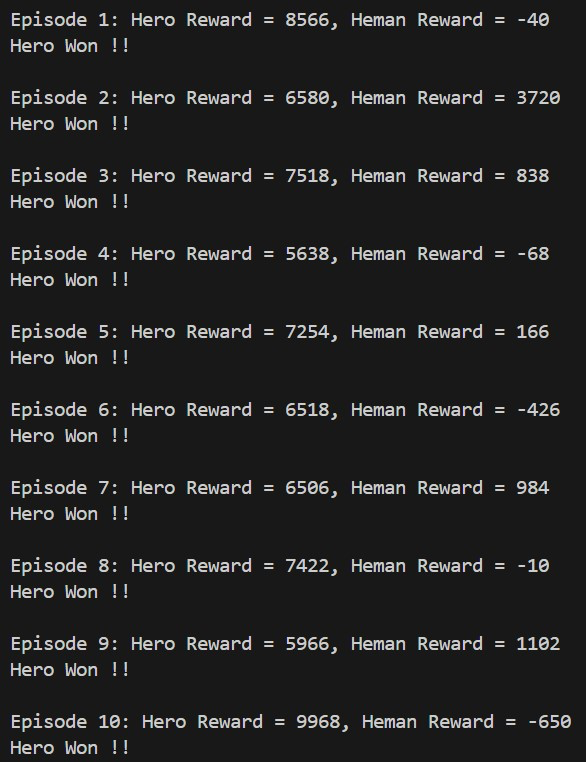 Episode 1: Hero Reward = 8566, Heman Reward = -40
Hero Won !!
Episode 2: Hero Reward = 6580, Heman Reward = 3720
Hero Won !!
Episode 3: Hero Reward = 7518, Heman Reward = 838
Hero Won !!
Episode 4: Hero Reward = 5638, Heman Reward = -68
Hero Won !!
Episode 5: Hero Reward = 7254, Heman Reward = 166
Hero Won !!
Episode 6: Hero Reward = 6518, Heman Reward = -426
Hero Won !!
Episode 7: Hero Reward = 6506, Heman Reward = 984
Hero Won !!
Episode 8: Hero Reward = 7422, Heman Reward = -10
Hero Won !!
Episode 9: Hero Reward = 5966, Heman Reward = 1102
Hero Won !!
Episode 10: Hero Reward = 9968, Heman Reward = -650
Hero Won !!